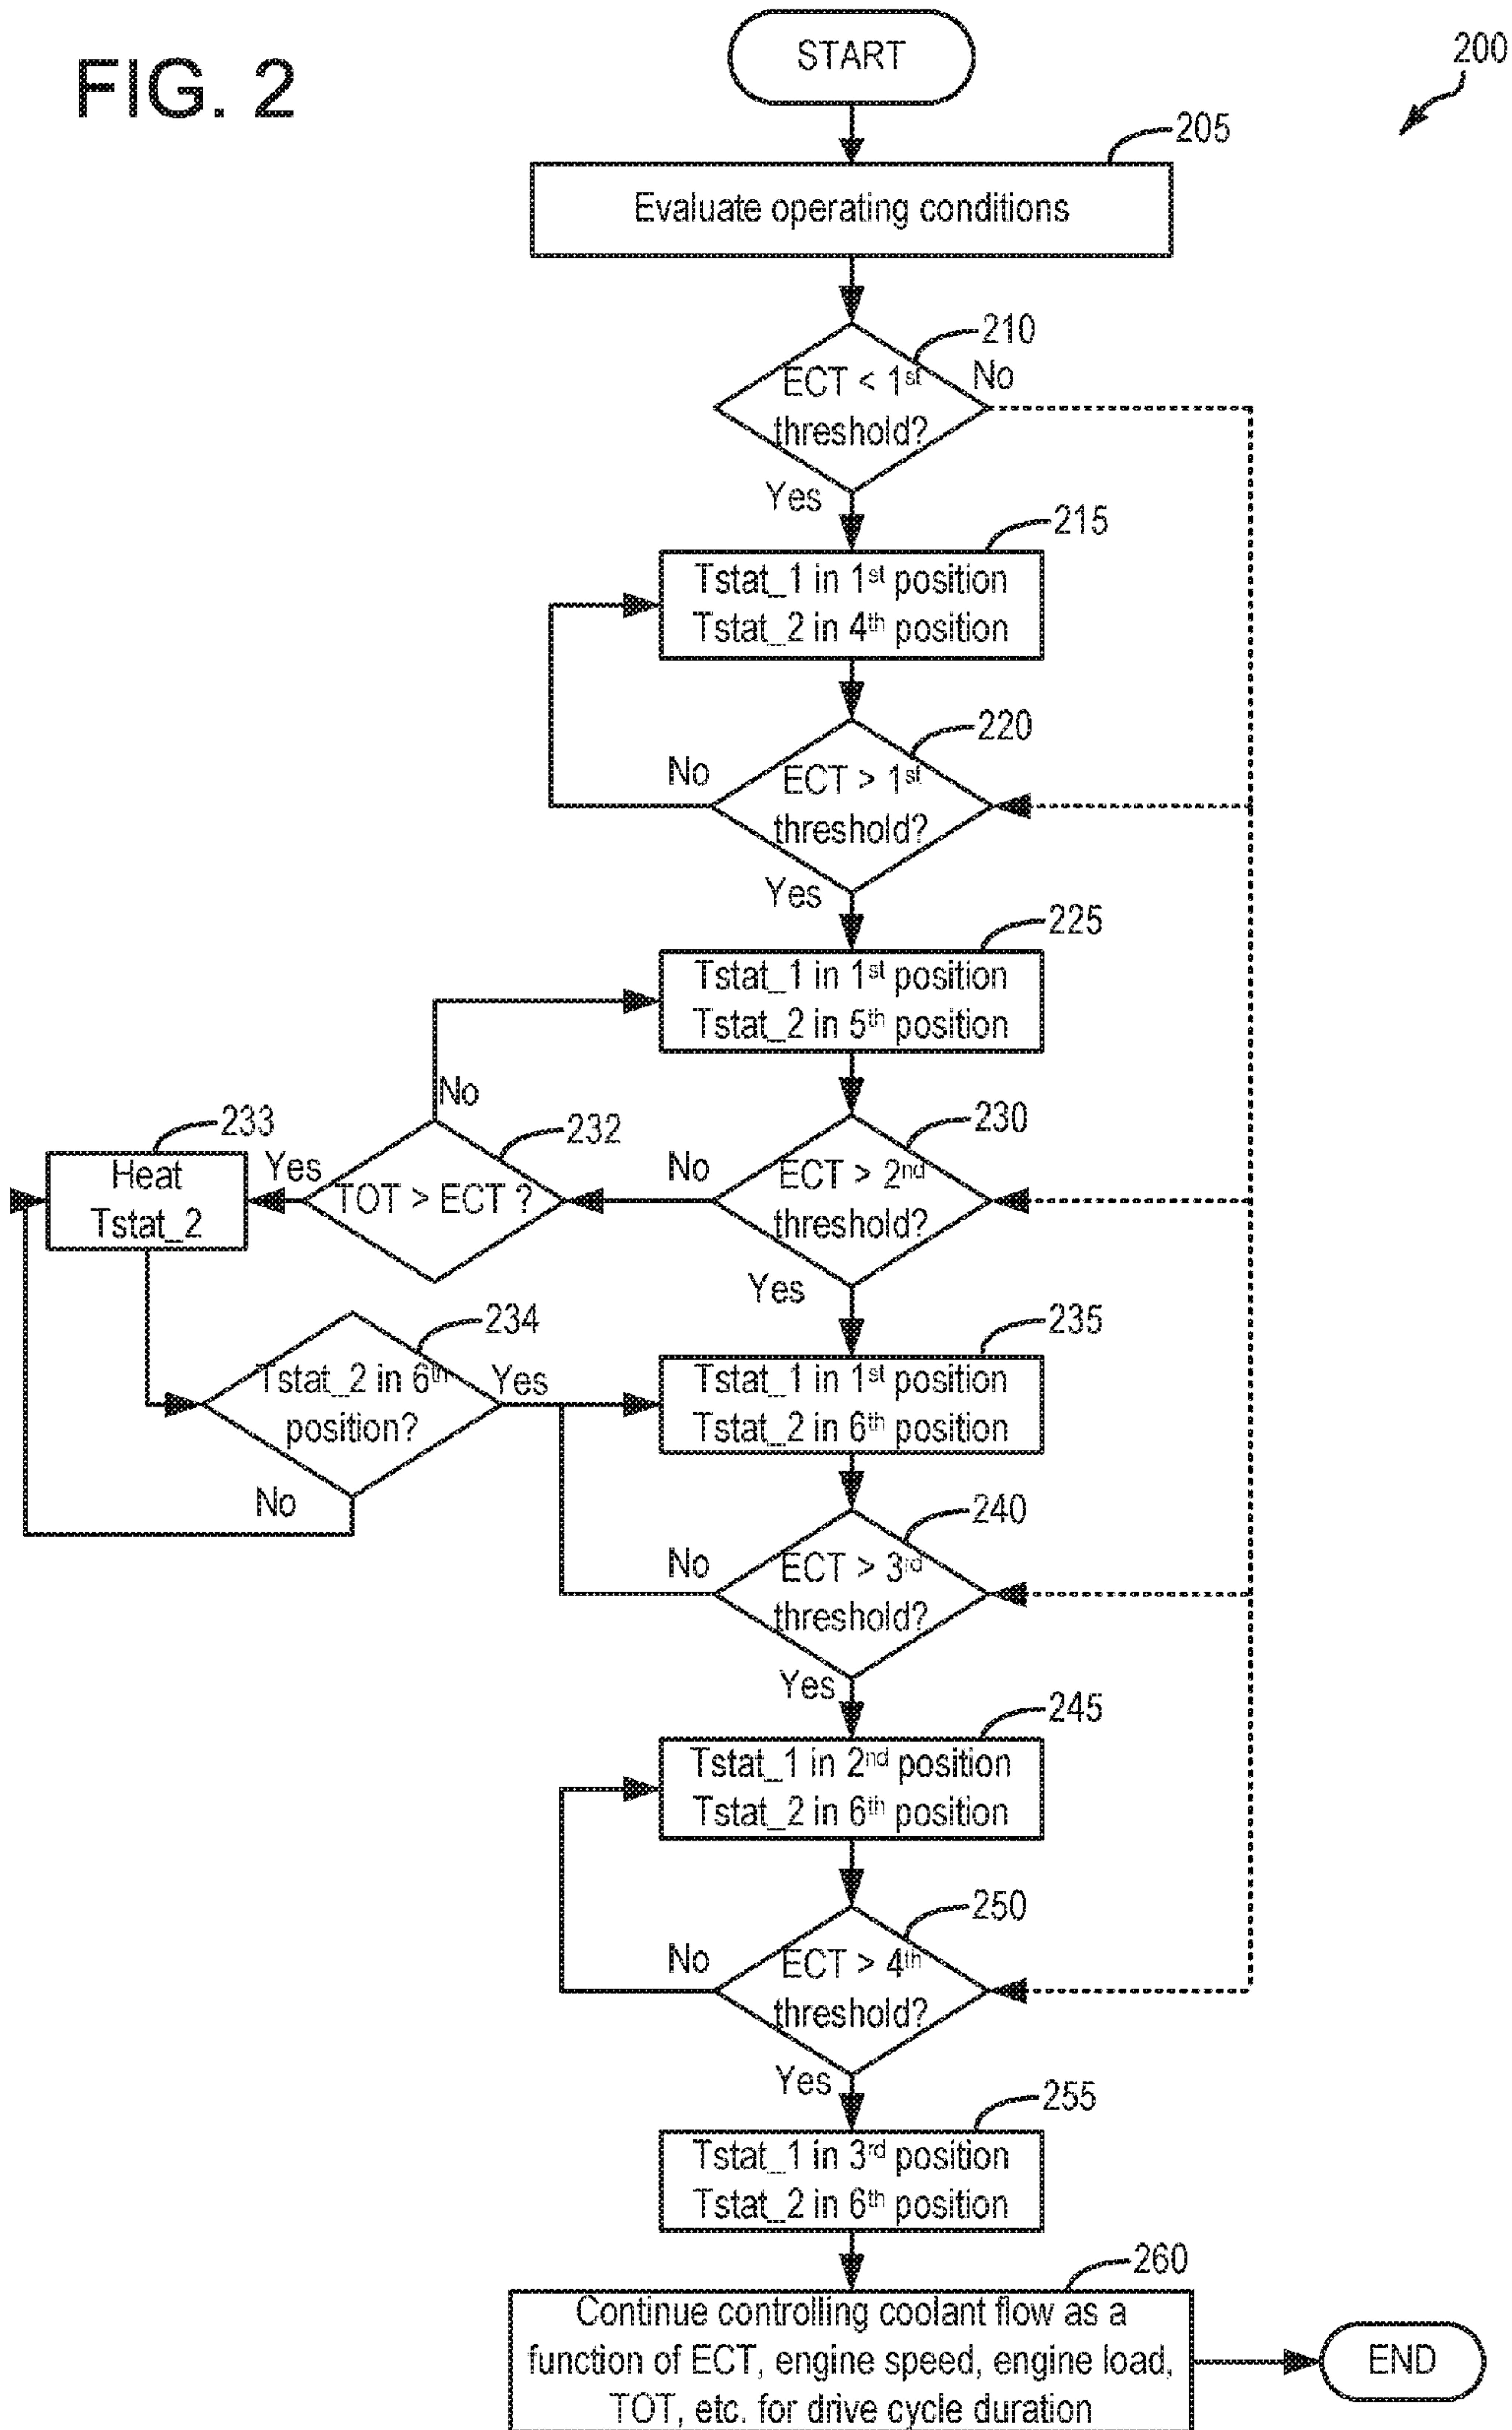 FIG. 2
200
START
205
Evaluate operating conditions
210
ECT < 1st
threshold?
No
Yes
215
Tstat_1 in 1st position
Tstat_2 in 4th position
220
ECT > 1st
threshold?
No
Yes
225
Tstat_1 in 1st position
Tstat_2 in 5th position
230
ECT > 2nd
threshold?
No
Yes
232
TOT > ECT ?
No
Yes
233
Heat
Tstat_2
234
Tstat_2 in 6th
position?
Yes
No
235
Tstat_1 in 1st position
Tstat_2 in 6th position
240
ECT > 3rd
threshold?
No
Yes
245
Tstat_1 in 2nd position
Tstat_2 in 6th position
250
ECT > 4th
threshold?
No
Yes
255
Tstat_1 in 3rd position
Tstat_2 in 6th position
260
Continue controlling coolant flow as a
function of ECT, engine speed, engine load,
TOT, etc. for drive cycle duration
END